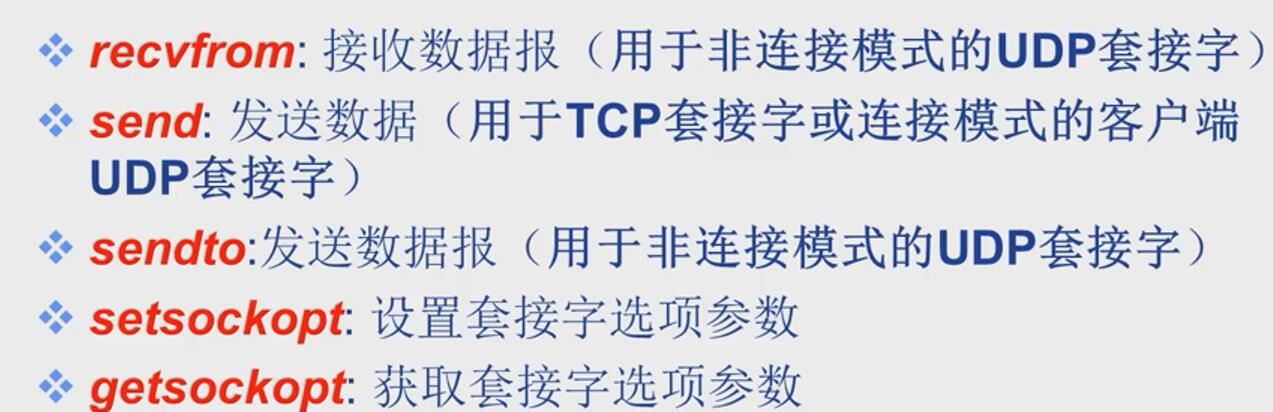 ❖ recvfrom: 接收数据报（用于非连接模式的UDP套接字）
❖ send: 发送数据（用于TCP套接字或连接模式的客户端
UDP套接字）
❖ sendto:发送数据报（用于非连接模式的UDP套接字）
❖ setsockopt: 设置套接字选项参数
❖ getsockopt: 获取套接字选项参数